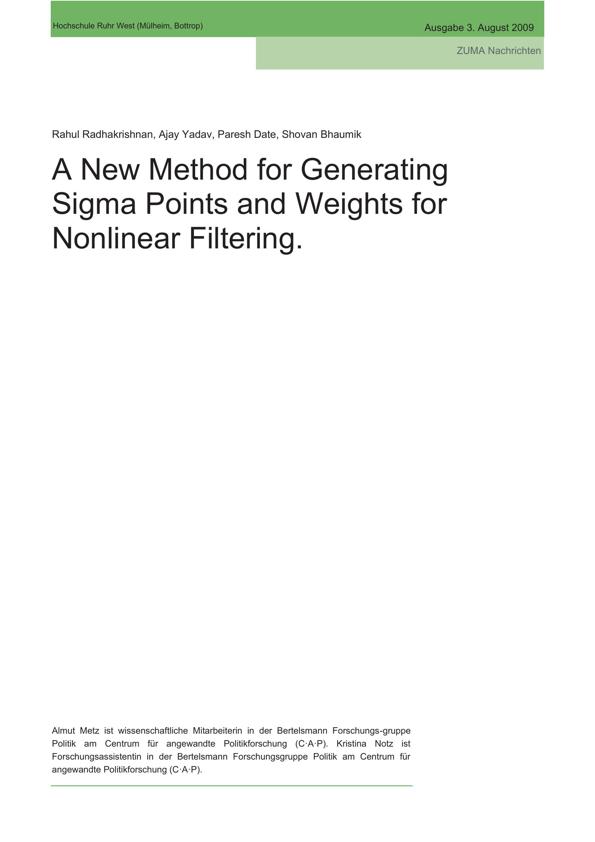 Hochschule Ruhr West (Mülheim, Bottrop)
Ausgabe 3. August 2009
ZUMA Nachrichten
Rahul Radhakrishnan, Ajay Yadav, Paresh Date, Shovan Bhaumik
A New Method for Generating
Sigma Points and Weights for
Nonlinear Filtering.
Almut Metz ist wissenschaftliche Mitarbeiterin in der Bertelsmann Forschungs-gruppe
Politik am Centrum für angewandte Politikforschung (C·A·P). Kristina Notz ist
Forschungsassistentin in der Bertelsmann Forschungsgruppe Politik am Centrum für
angewandte Politikforschung (C·A·P).